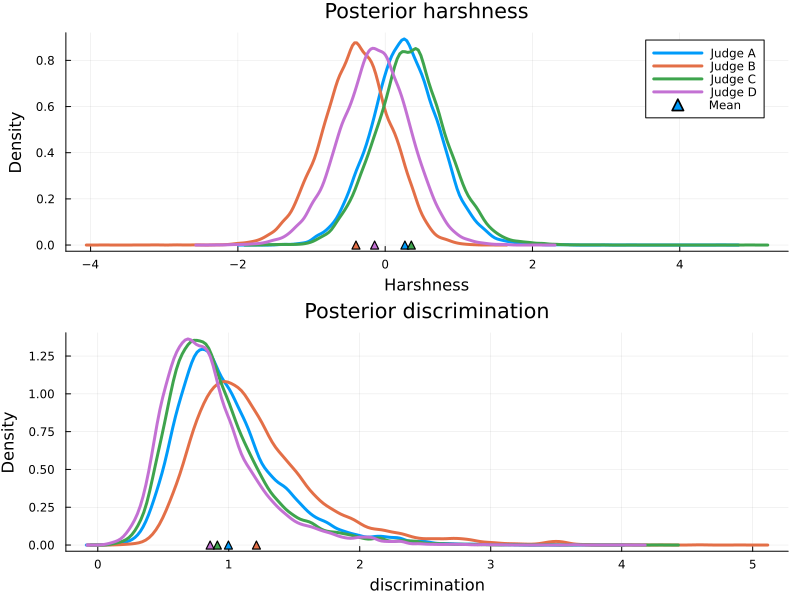 Posterior harshness
Density
0.8
0.6
0.4
0.2
0.0
Judge A
Judge B
Judge C
Judge D
Mean
−4
−2
0
2
4
Harshness
Posterior discrimination
Density
1.25
1.00
0.75
0.50
0.25
0.00
0
1
2
3
4
5
discrimination